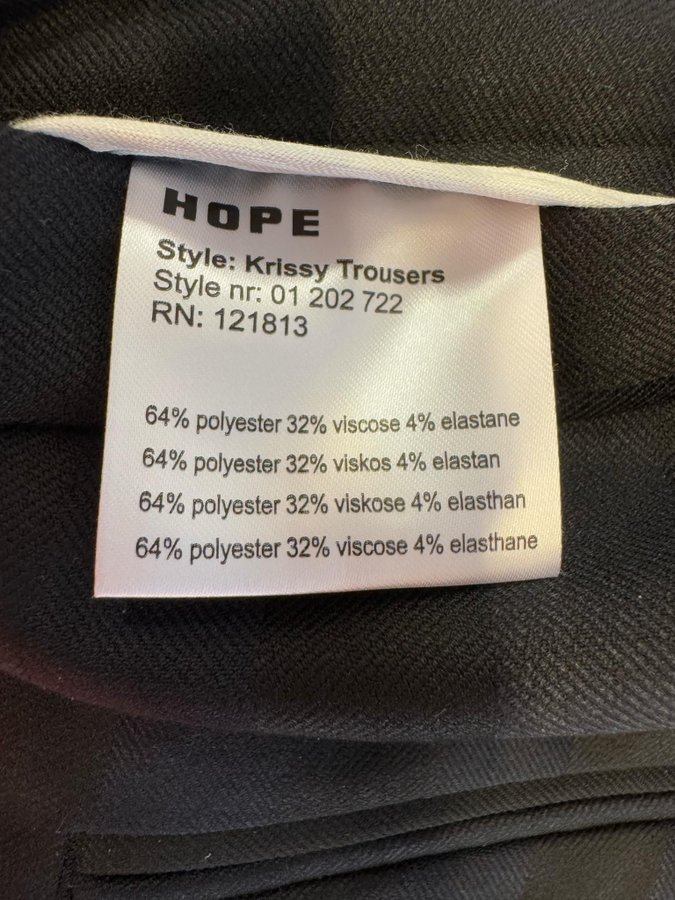 HOPE
Style: Krissy Trousers
Style nr: 01 202 722
RN: 121813
64% polyester 32% viscose 4% elastane
64% polyester 32% viskos 4% elastan
64% polyester 32% viskose 4% elasthan
64% polyester 32% viscose 4% elasthane